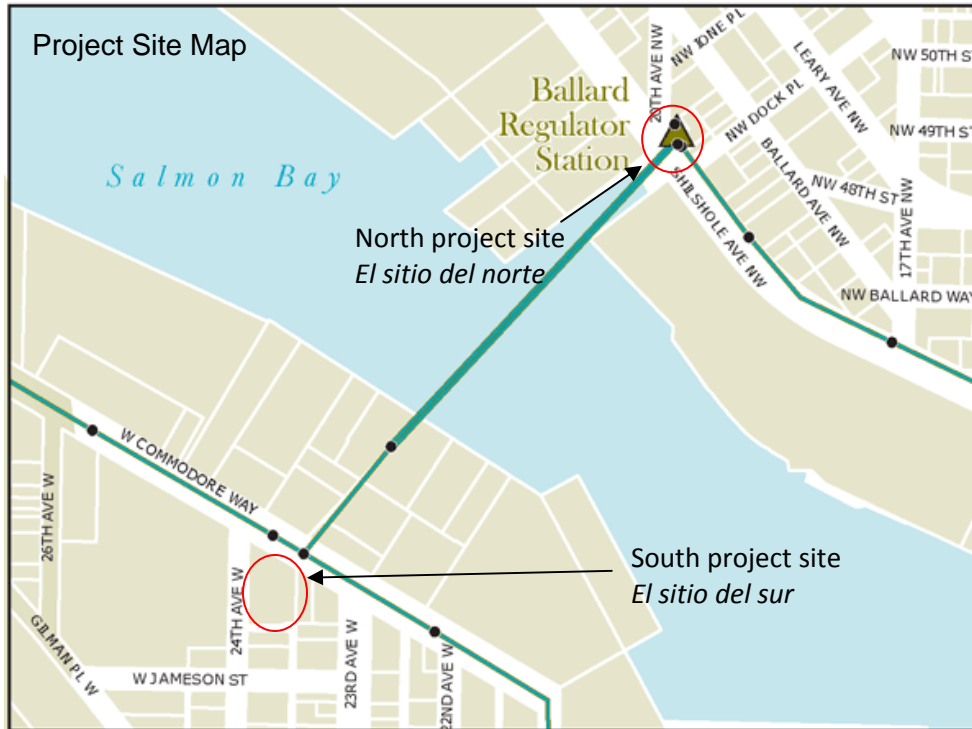 Project Site Map
20TH AVE NW
NW IONE PL
LEARY AVE NW
NW 50TH ST
Ballard
Regulator
Station
NW DOCK PL
NW 49TH ST
BALLARD AVE NW
Salmon Bay
SHILSHOLE AVE NW
NW 48TH ST
17TH AVE NW
North project site
El sitio del norte
NW BALLARD WAY
W COMMODORE WAY
26TH AVE W
South project site
El sitio del sur
24TH AVE W
GILMAN PL W
W JAMESON ST
23RD AVE W
22ND AVE W